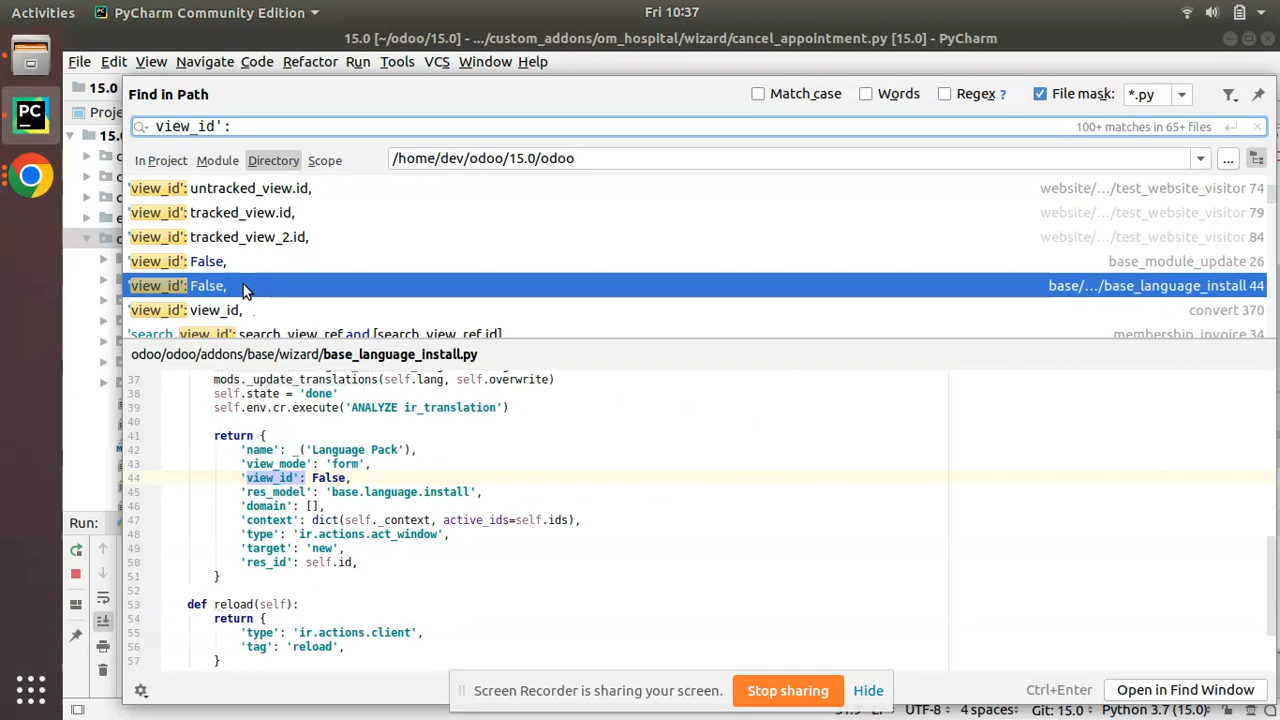 Activities PyCharm Community Edition Fri 10:37
15.0 [~/odoo/15.0] - .../custom_addons/om_hospital/wizard/cancel_appointment.py [15.0] - PyCharm
File Edit View Navigate Code Refactor Run Tools VCS Window Help
15.0
Find in Path Match case Words Regex ? File mask: *.py
Proje
view_id': 100+ matches in 65+ files
15.
In Project Module Directory Scope /home/dev/odoo/15.0/odoo ...
'view_id': untracked_view.id, website/.../test_website_visitor 74
'view_id': tracked_view.id, website/.../test_website_visitor 79
'view_id': tracked_view_2.id, website/.../test_website_visitor 84
'view_id': False, base_module_update 26
'view_id': False, base/.../base_language_install 44
'view_id': view_id, convert 370
'search_view_id': search_view_ref and [search_view_ref.id] membership_invoice 34
odoo/odoo/addons/base/wizard/base_language_install.py
37 mods._update_translations(self.lang, self.overwrite)
38 self.state = 'done'
39 self.env.cr.execute('ANALYZE ir_translation')
40
41 return {
42 'name': _('Language Pack'),
43 'view_mode': 'form',
44 'view_id': False,
45 'res_model': 'base.language.install',
46 'domain': [],
47 'context': dict(self._context, active_ids=self.ids),
48 'type': 'ir.actions.act_window',
49 'target': 'new',
50 'res_id': self.id,
51 }
52
53 def reload(self):
54 return {
55 'type': 'ir.actions.client',
56 'tag': 'reload',
57 }
Run:
Screen Recorder is sharing your screen. Stop sharing Hide
Ctrl+Enter Open in Find Window
UTF-8 4 spaces Git: 15.0 Python 3.7 (15.0)